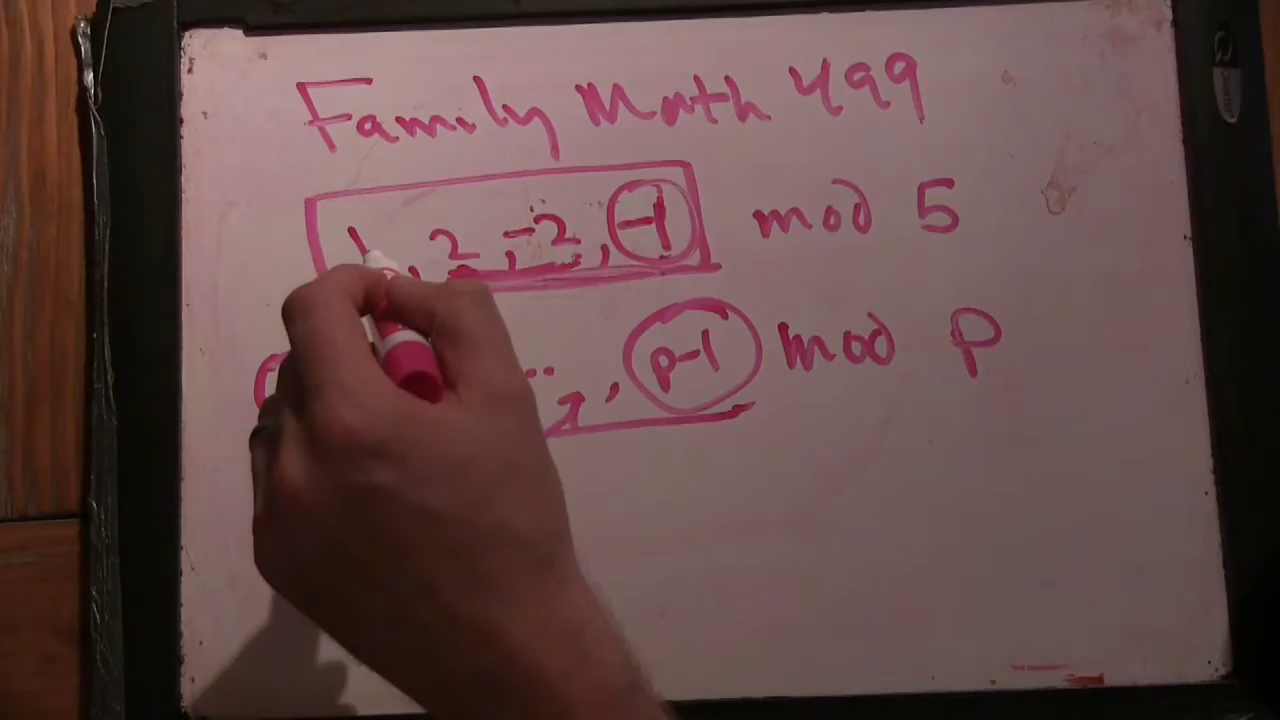 Family Math 499
1, 2, -2, -1 mod 5
.., p-1 mod p